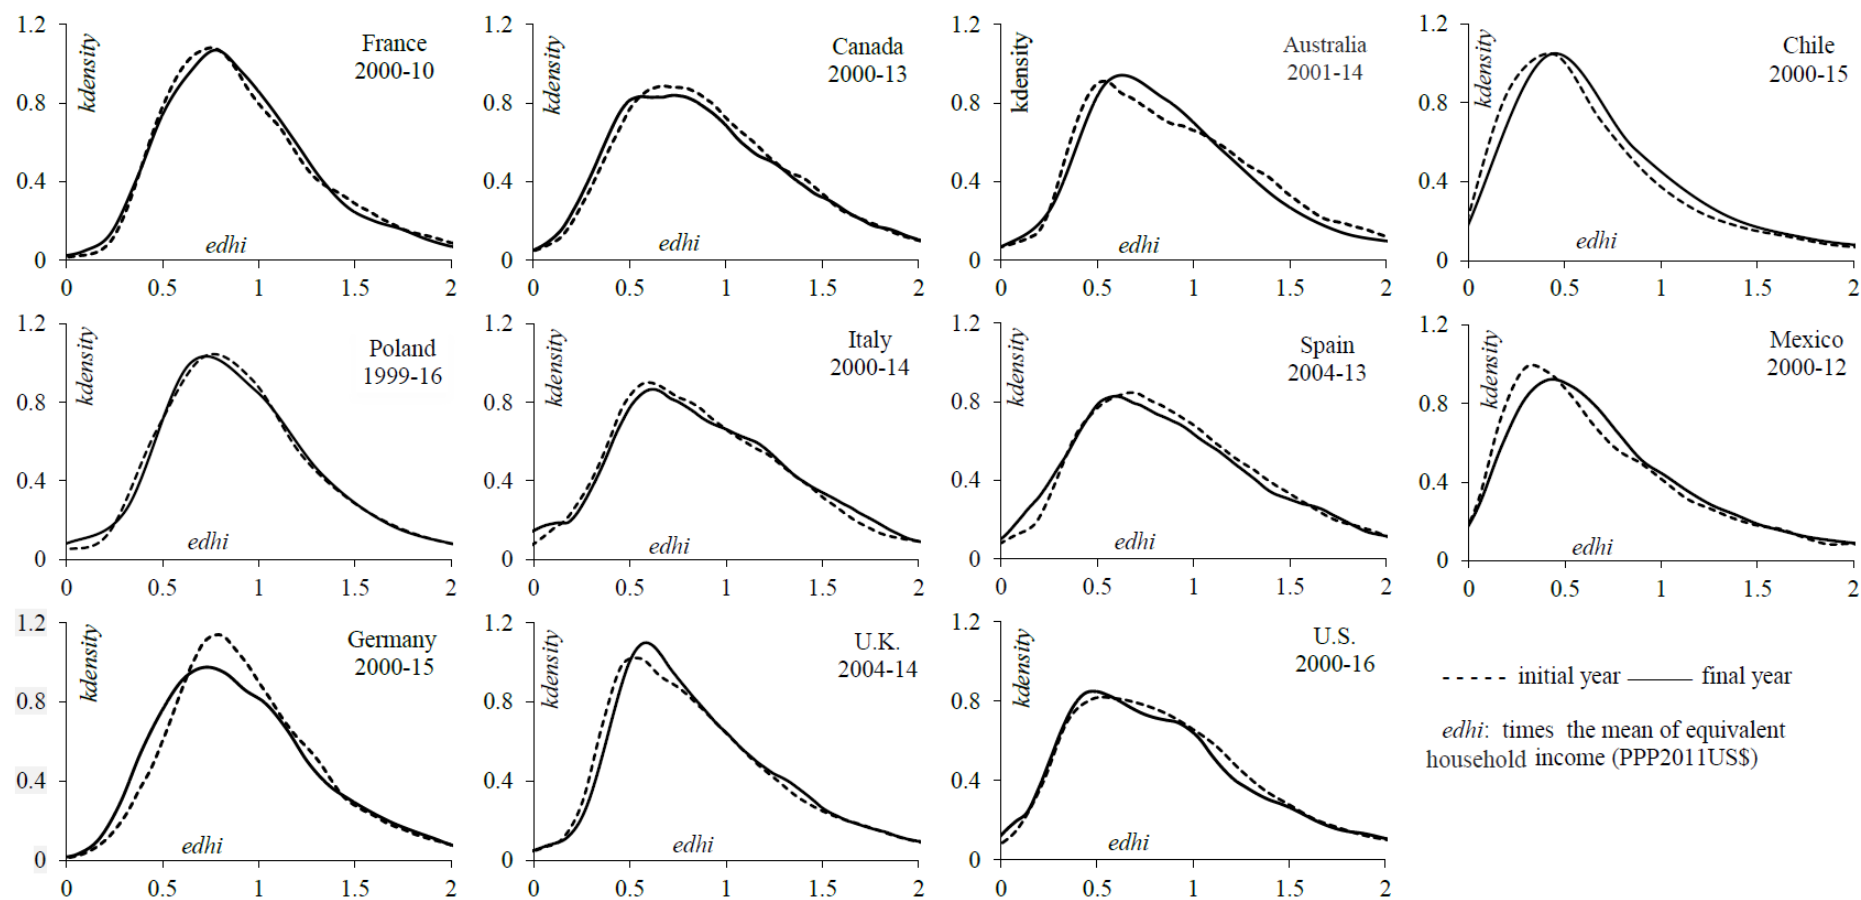 1.2
kdensity
France
2000-10
0.8
0.4
edhi
0
0 0.5 1 1.5 2
1.2
kdensity
Canada
2000-13
0.8
0.4
edhi
0
0 0.5 1 1.5 2
1.2
kdensity
Australia
2001-14
0.8
0.4
edhi
0
0 0.5 1 1.5 2
1.2
kdensity
Chile
2000-15
0.8
0.4
edhi
0
0 0.5 1 1.5 2
1.2
kdensity
Poland
1999-16
0.8
0.4
edhi
0
0 0.5 1 1.5 2
1.2
kdensity
Italy
2000-14
0.8
0.4
edhi
0
0 0.5 1 1.5 2
1.2
kdensity
Spain
2004-13
0.8
0.4
edhi
0
0 0.5 1 1.5 2
1.2
kdensity
Mexico
2000-12
0.8
0.4
edhi
0
0 0.5 1 1.5 2
1.2
kdensity
Germany
2000-15
0.8
0.4
edhi
0
0 0.5 1 1.5 2
1.2
kdensity
U.K.
2004-14
0.8
0.4
edhi
0
0 0.5 1 1.5 2
1.2
kdensity
U.S.
2000-16
0.8
0.4
edhi
0
0 0.5 1 1.5 2
initial year final year
edhi: times the mean of equivalent
household income (PPP2011US$)